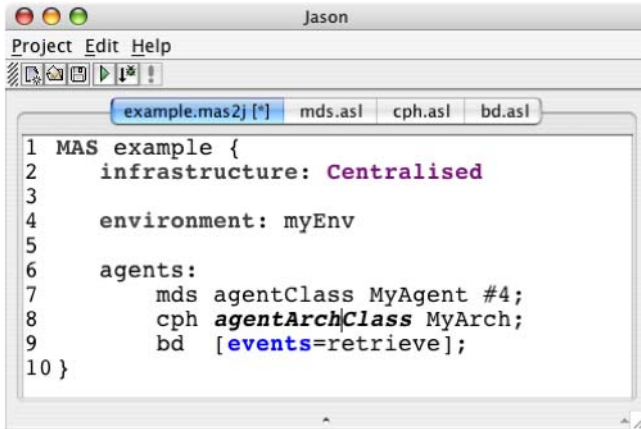 Jason
Project Edit Help
example.mas2j [*] mds.asl cph.asl bd.asl
1 MAS example {
2 infrastructure: Centralised
3
4 environment: myEnv
5
6 agents:
7 mds agentClass MyAgent #4;
8 cph agentArchClass MyArch;
9 bd [events=retrieve];
10 }